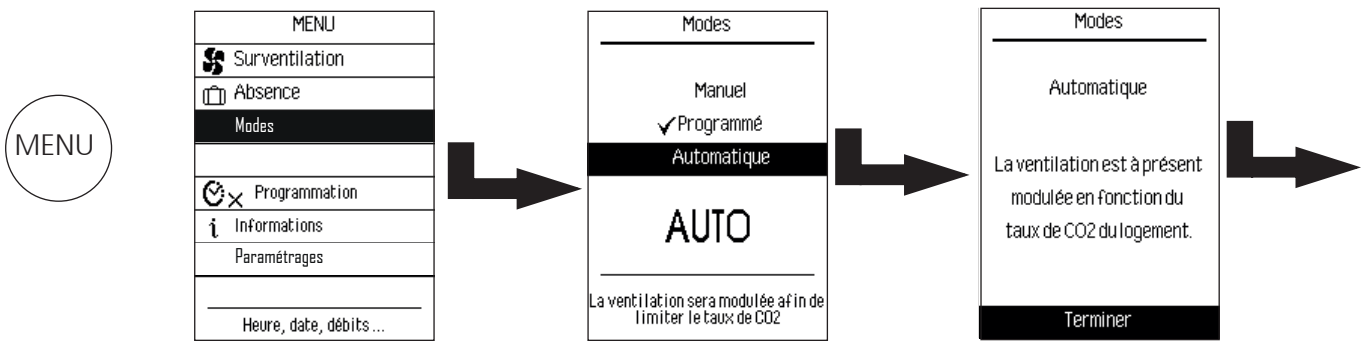 MENU
MENU
Surventilation
Absence
Modes
Programmation
i Informations
Paramétrages
Heure, date, débits ...
Modes
Manuel
✓Programmé
Automatique
AUTO
La ventilation sera modulée afin de
limiter le taux de CO2
Modes
Automatique
La ventilation est à présent
modulée en fonction du
taux de CO2 du logement.
Terminer